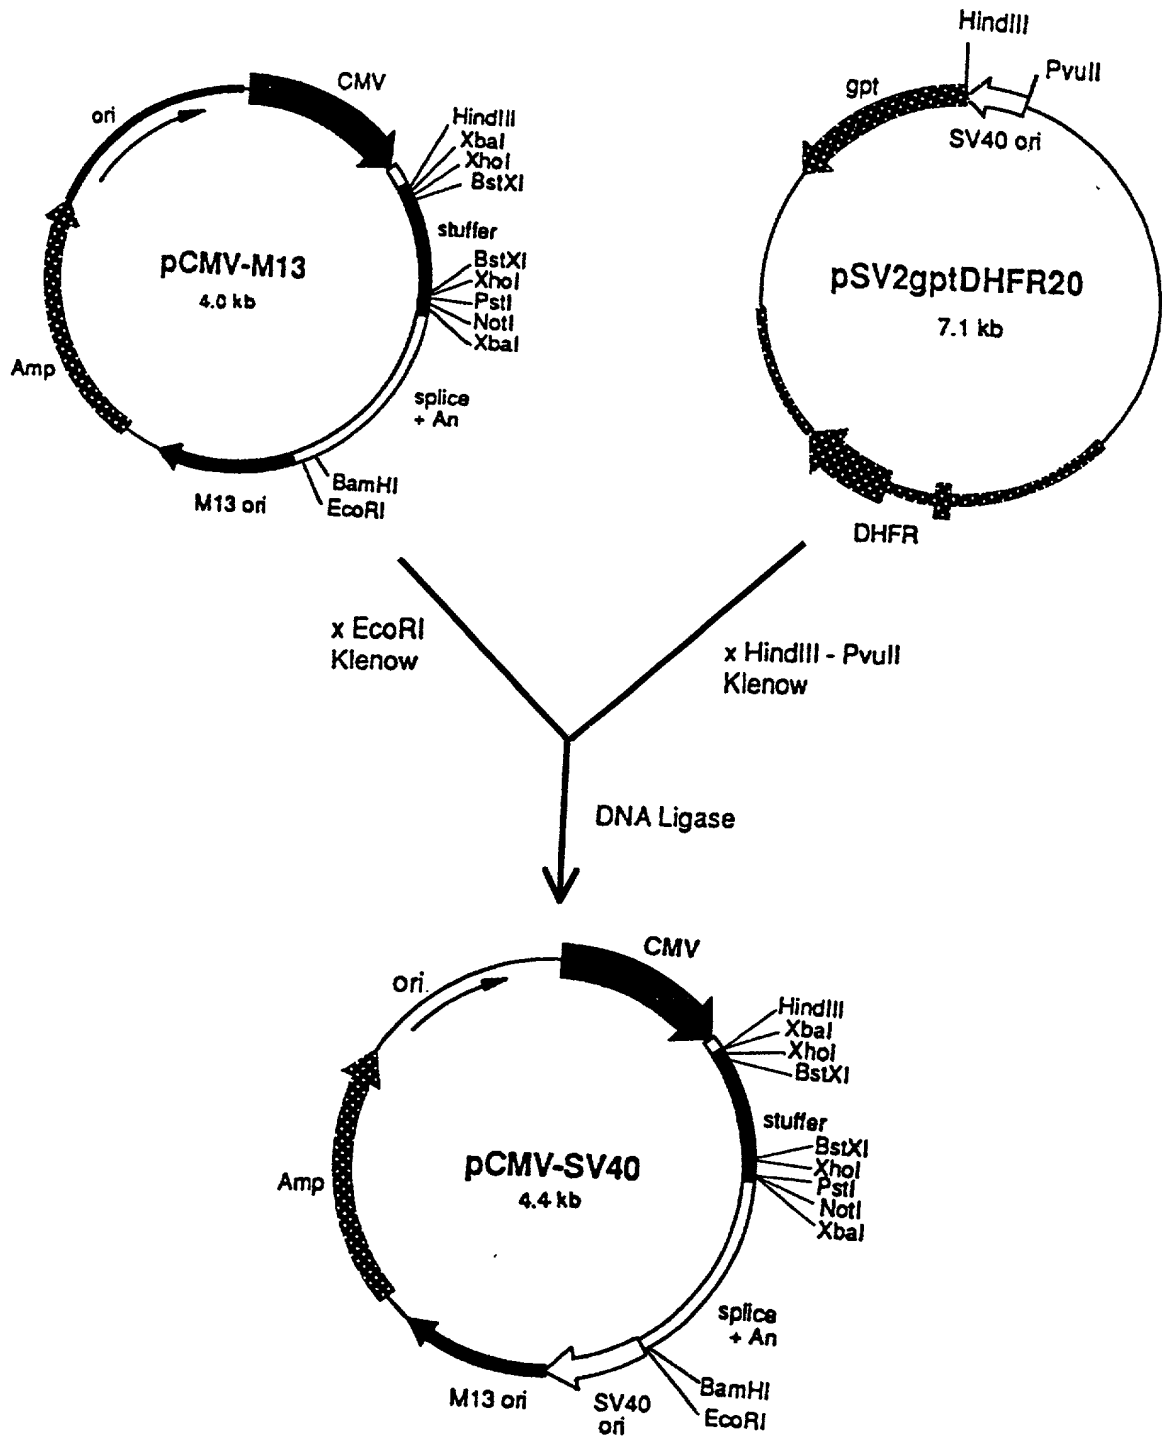 CMV
ori
HindIII
XbaI
XhoI
BstXI
stuffer
pCMV-M13
4.0 kb
BstXI
XhoI
PstI
NotI
XbaI
Amp
splice
+ An
BamHI
EcoRI
M13 ori
HindIII
PvuII
gpt
SV40 ori
pSV2gptDHFR20
7.1 kb
DHFR
x EcoRI
Klenow
x HindIII - PvuII
Klenow
DNA Ligase
CMV
ori
HindIII
XbaI
XhoI
BstXI
stuffer
BstXI
XhoI
PstI
NotI
XbaI
pCMV-SV40
4.4 kb
Amp
splice
+ An
BamHI
EcoRI
M13 ori
SV40
ori